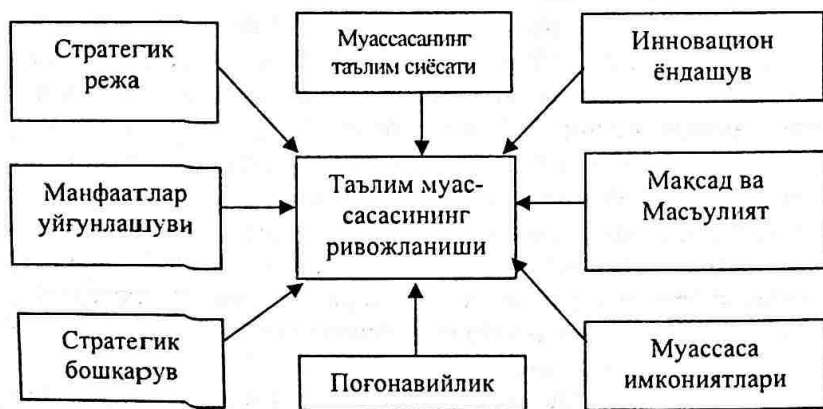 Стратегик
режа
Муассасанинг
таълим сиёсати
Инновацион
ёндашув
Манфаатлар
уйғунлашуви
Таълим муас-
сасасининг
ривожланиши
Мақсад ва
Масъулият
Стратегик
бошкарув
Поғонавийлик
Муассаса
имкониятлари